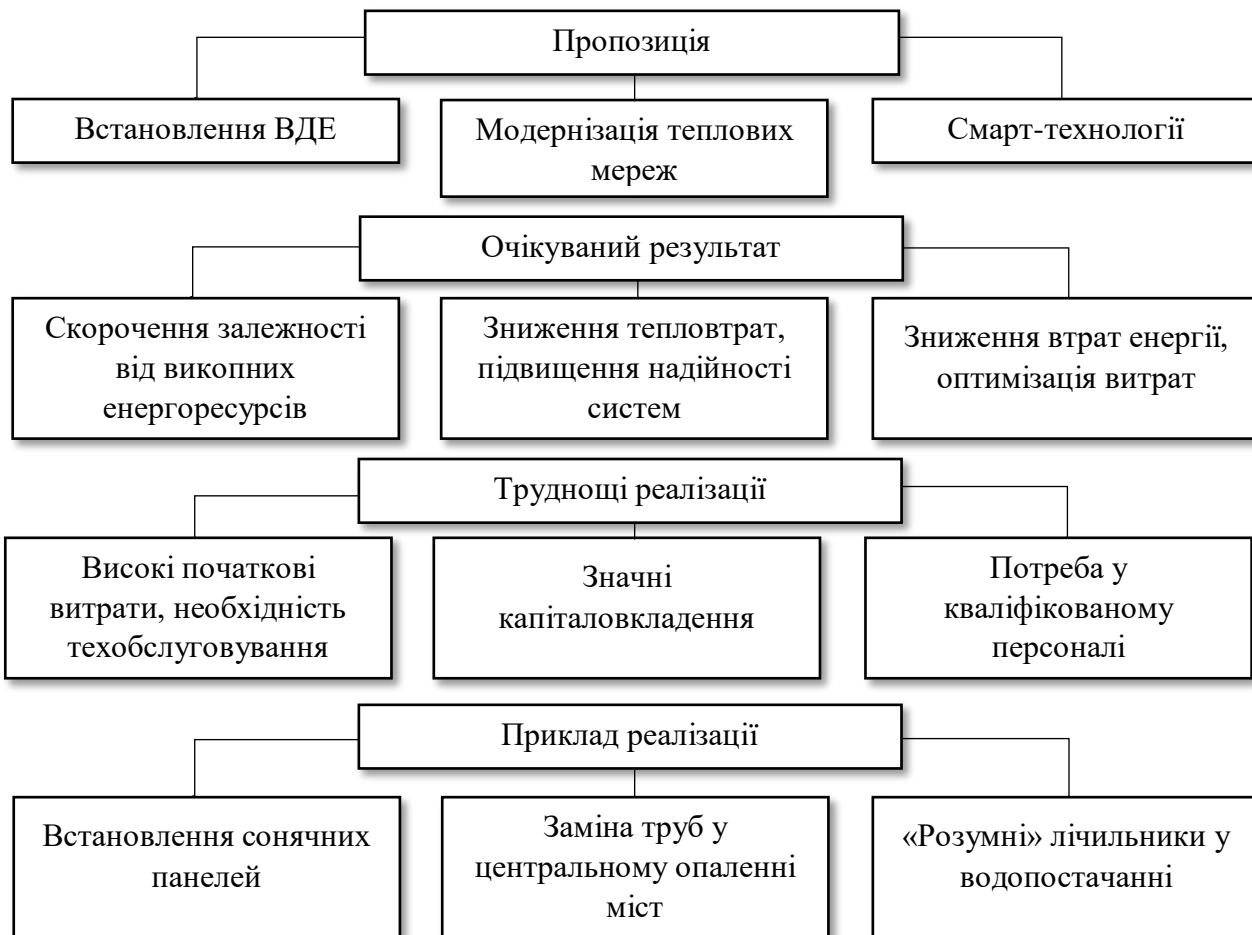 Пропозиція
Встановлення ВДЕ
Модернізація теплових
мереж
Смарт-технології
Очікуваний результат
Скорочення залежності
від викопних
енергоресурсів
Зниження тепловтрат,
підвищення надійності
систем
Зниження втрат енергії,
оптимізація витрат
Труднощі реалізації
Високі початкові
витрати, необхідність
техобслуговування
Значні
капіталовкладення
Потреба у
кваліфікованому
персоналі
Приклад реалізації
Встановлення сонячних
панелей
Заміна труб у
центральному опаленні
міст
«Розумні» лічильники у
водопостачанні